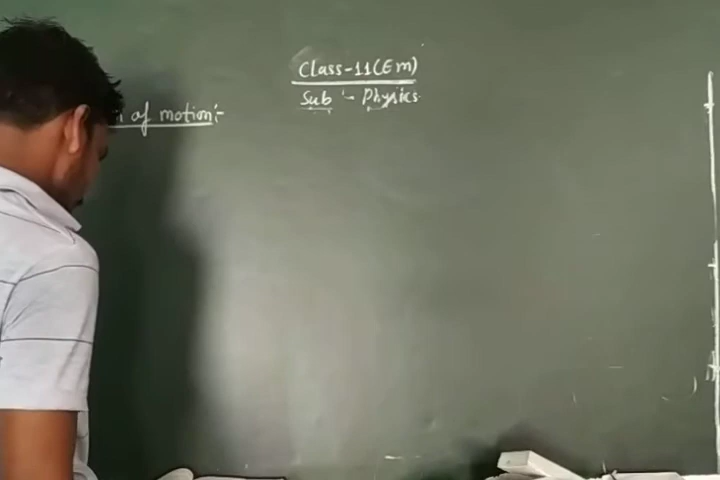 Class-11(Em)
Sub :- Physics
of motion:-